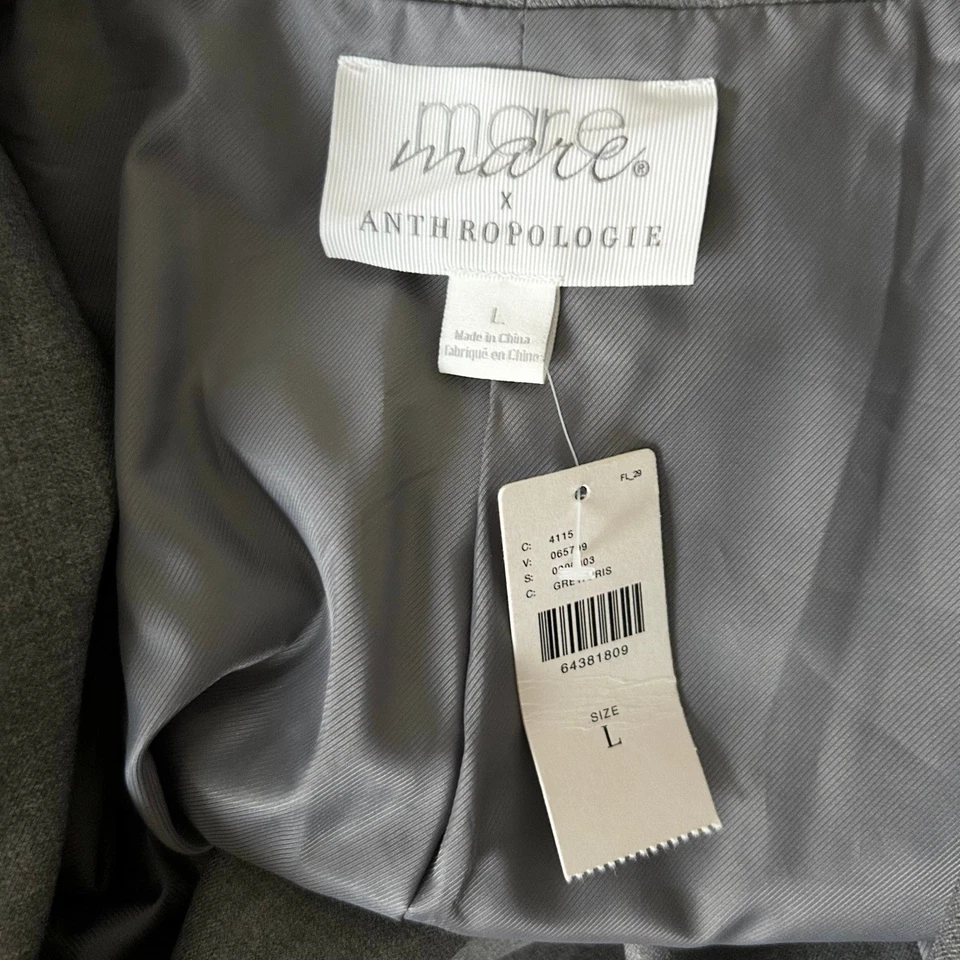 mare
mare®
X
ANTHROPOLOGIE
L
Made in China
Fabriqué en Chine
FL_29
C: 4115
V:
S:
C:
64381809
SIZE
L